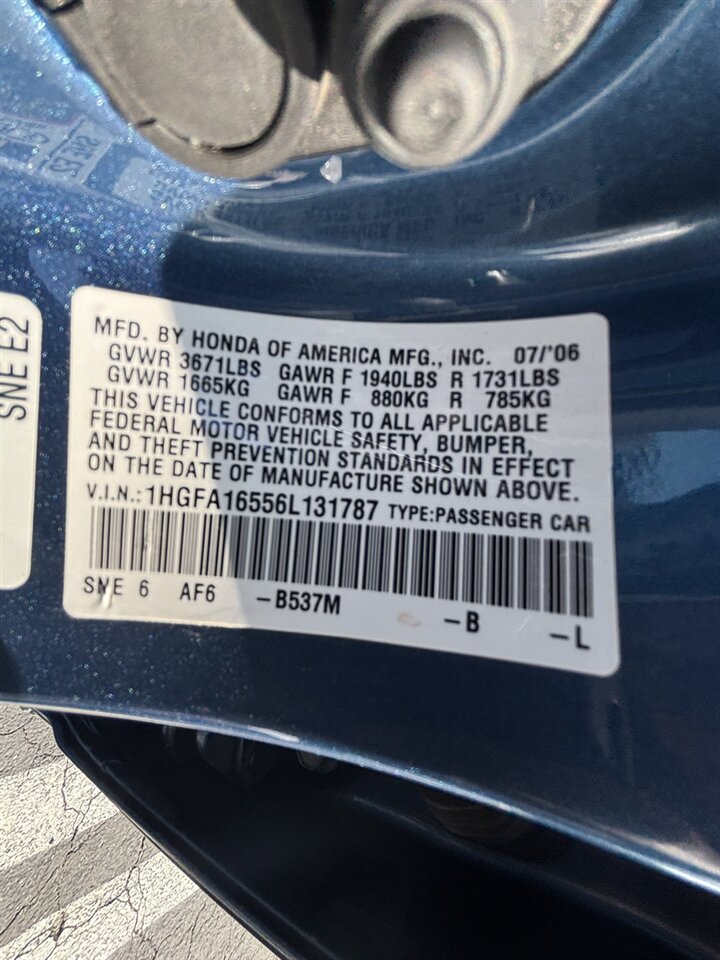 SNE E2
MFD. BY HONDA OF AMERICA MFG., INC. 07/'06
GVWR 3671LBS GAWR F 1940LBS R 1731LBS
GVWR 1665KG GAWR F 880KG R 785KG
THIS VEHICLE CONFORMS TO ALL APPLICABLE
FEDERAL MOTOR VEHICLE SAFETY, BUMPER,
AND THEFT PREVENTION STANDARDS IN EFFECT
ON THE DATE OF MANUFACTURE SHOWN ABOVE.
V.I.N.:1HGFA16556L131787 TYPE:PASSENGER CAR
SNE 6 AF6 -B537M -B -L